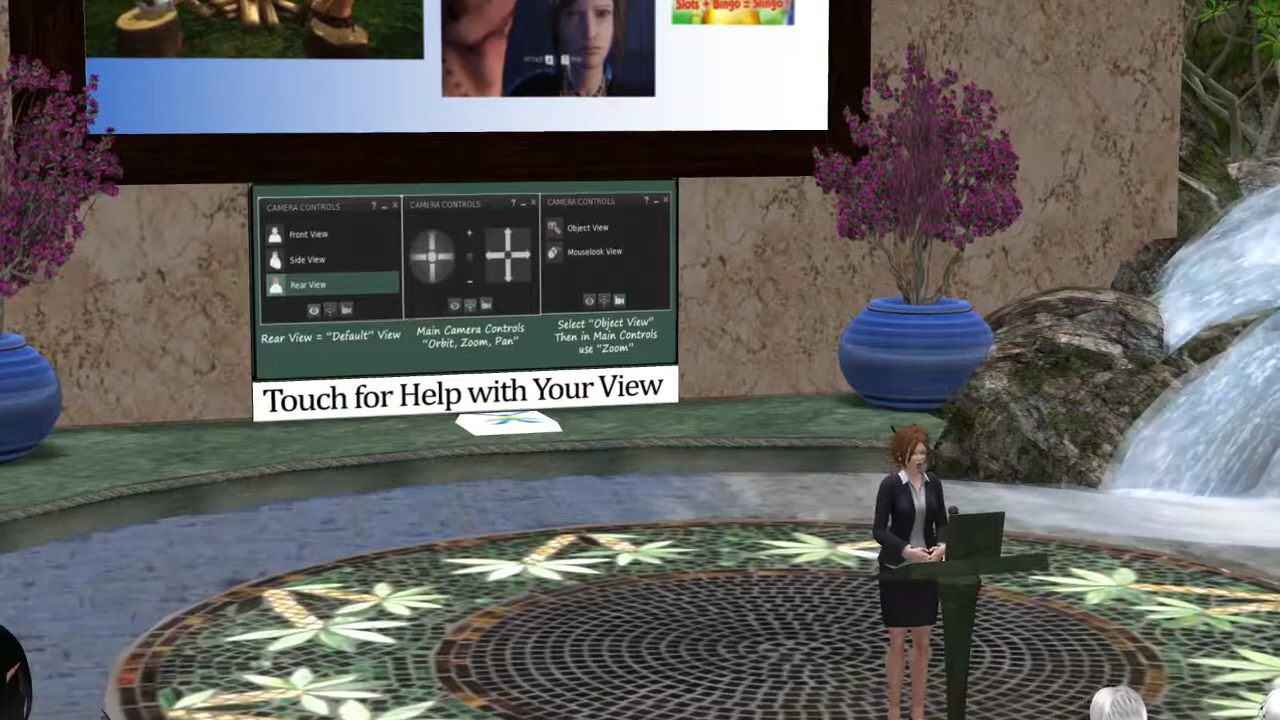 Slots + Bingo = Slingo!
CAMERA CONTROLS ? _ x
Front View
Side View
Rear View
Rear View = "Default" View
CAMERA CONTROLS ? _ x
+
-
Main Camera Controls
"Orbit, Zoom, Pan"
CAMERA CONTROLS ? _ x
Object View
Mouselook View
Select "Object View"
Then in Main Controls
use "Zoom"
Touch for Help with Your View